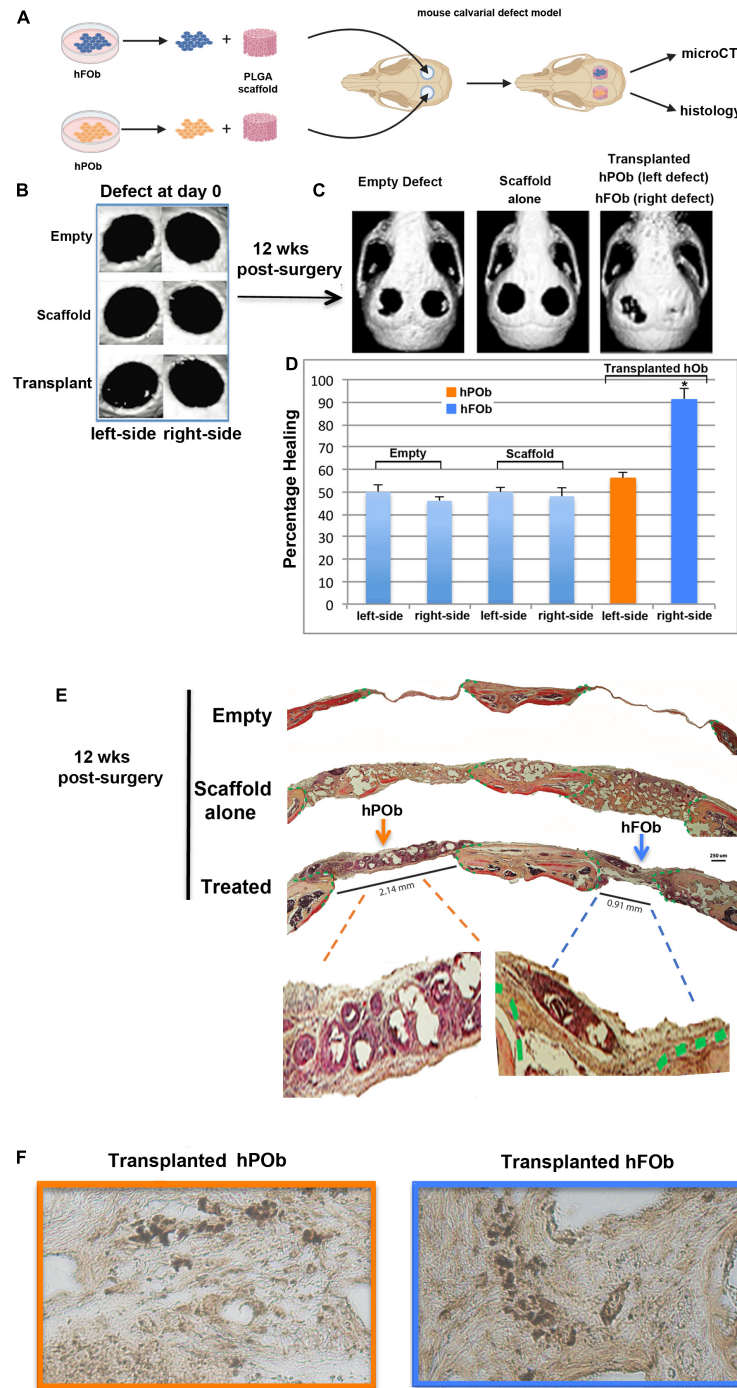 A
mouse calvarial defect model
hFOb
+
PLGA
scaffold
microCT
hPOb
+
histology
B
Defect at day 0
Empty
Scaffold
Transplant
left-side right-side
12 wks
post-surgery
C
Empty Defect
Scaffold
alone
Transplanted
hPOb (left defect)
hFOb (right defect)
D
Percentage Healing
100
90
80
70
60
50
40
30
20
10
0
hPOb
hFOb
Empty
Scaffold
Transplanted hOb
*
left-side right-side left-side right-side left-side right-side
E
12 wks
post-surgery
Empty
Scaffold
alone
Treated
hPOb
hFOb
250 um
2.14 mm
0.91 mm
F
Transplanted hPOb
Transplanted hFOb